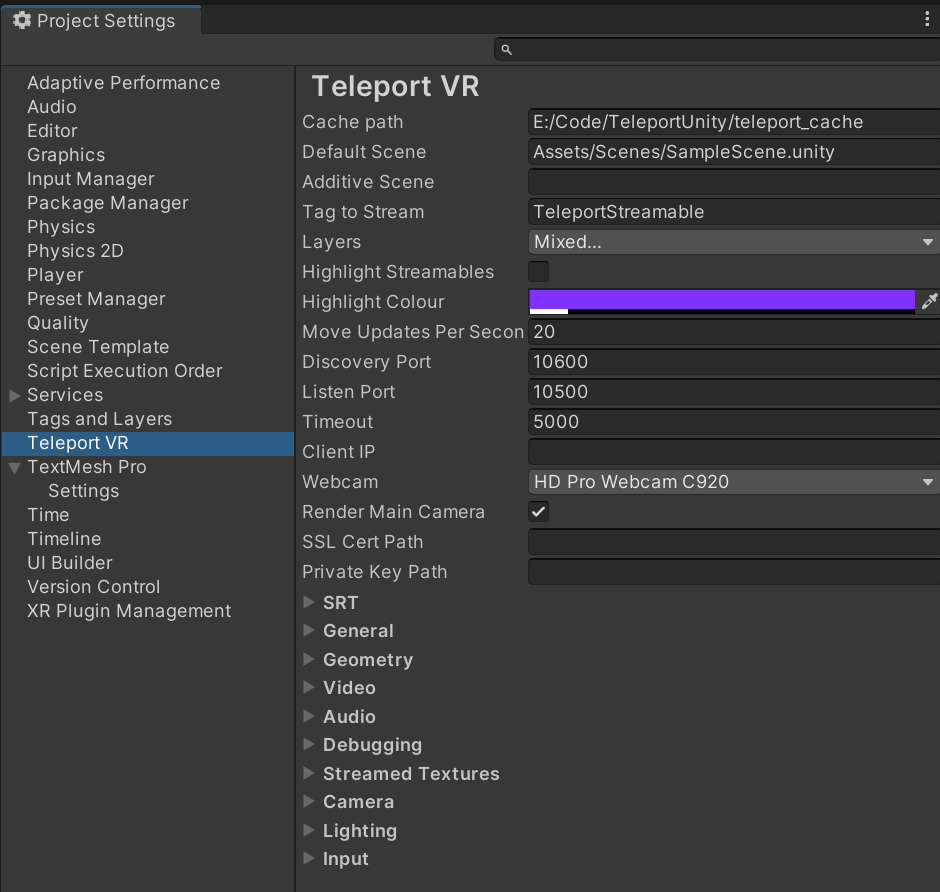 Project Settings
Adaptive Performance
Audio
Editor
Graphics
Input Manager
Package Manager
Physics
Physics 2D
Player
Preset Manager
Quality
Scene Template
Script Execution Order
Services
Tags and Layers
Teleport VR
TextMesh Pro
Settings
Time
Timeline
UI Builder
Version Control
XR Plugin Management
Teleport VR
Cache path E:/Code/TeleportUnity/teleport_cache
Default Scene Assets/Scenes/SampleScene.unity
Additive Scene
Tag to Stream TeleportStreamable
Layers Mixed...
Highlight Streamables
Highlight Colour
Move Updates Per Secon 20
Discovery Port 10600
Listen Port 10500
Timeout 5000
Client IP
Webcam HD Pro Webcam C920
Render Main Camera
SSL Cert Path
Private Key Path
SRT
General
Geometry
Video
Audio
Debugging
Streamed Textures
Camera
Lighting
Input